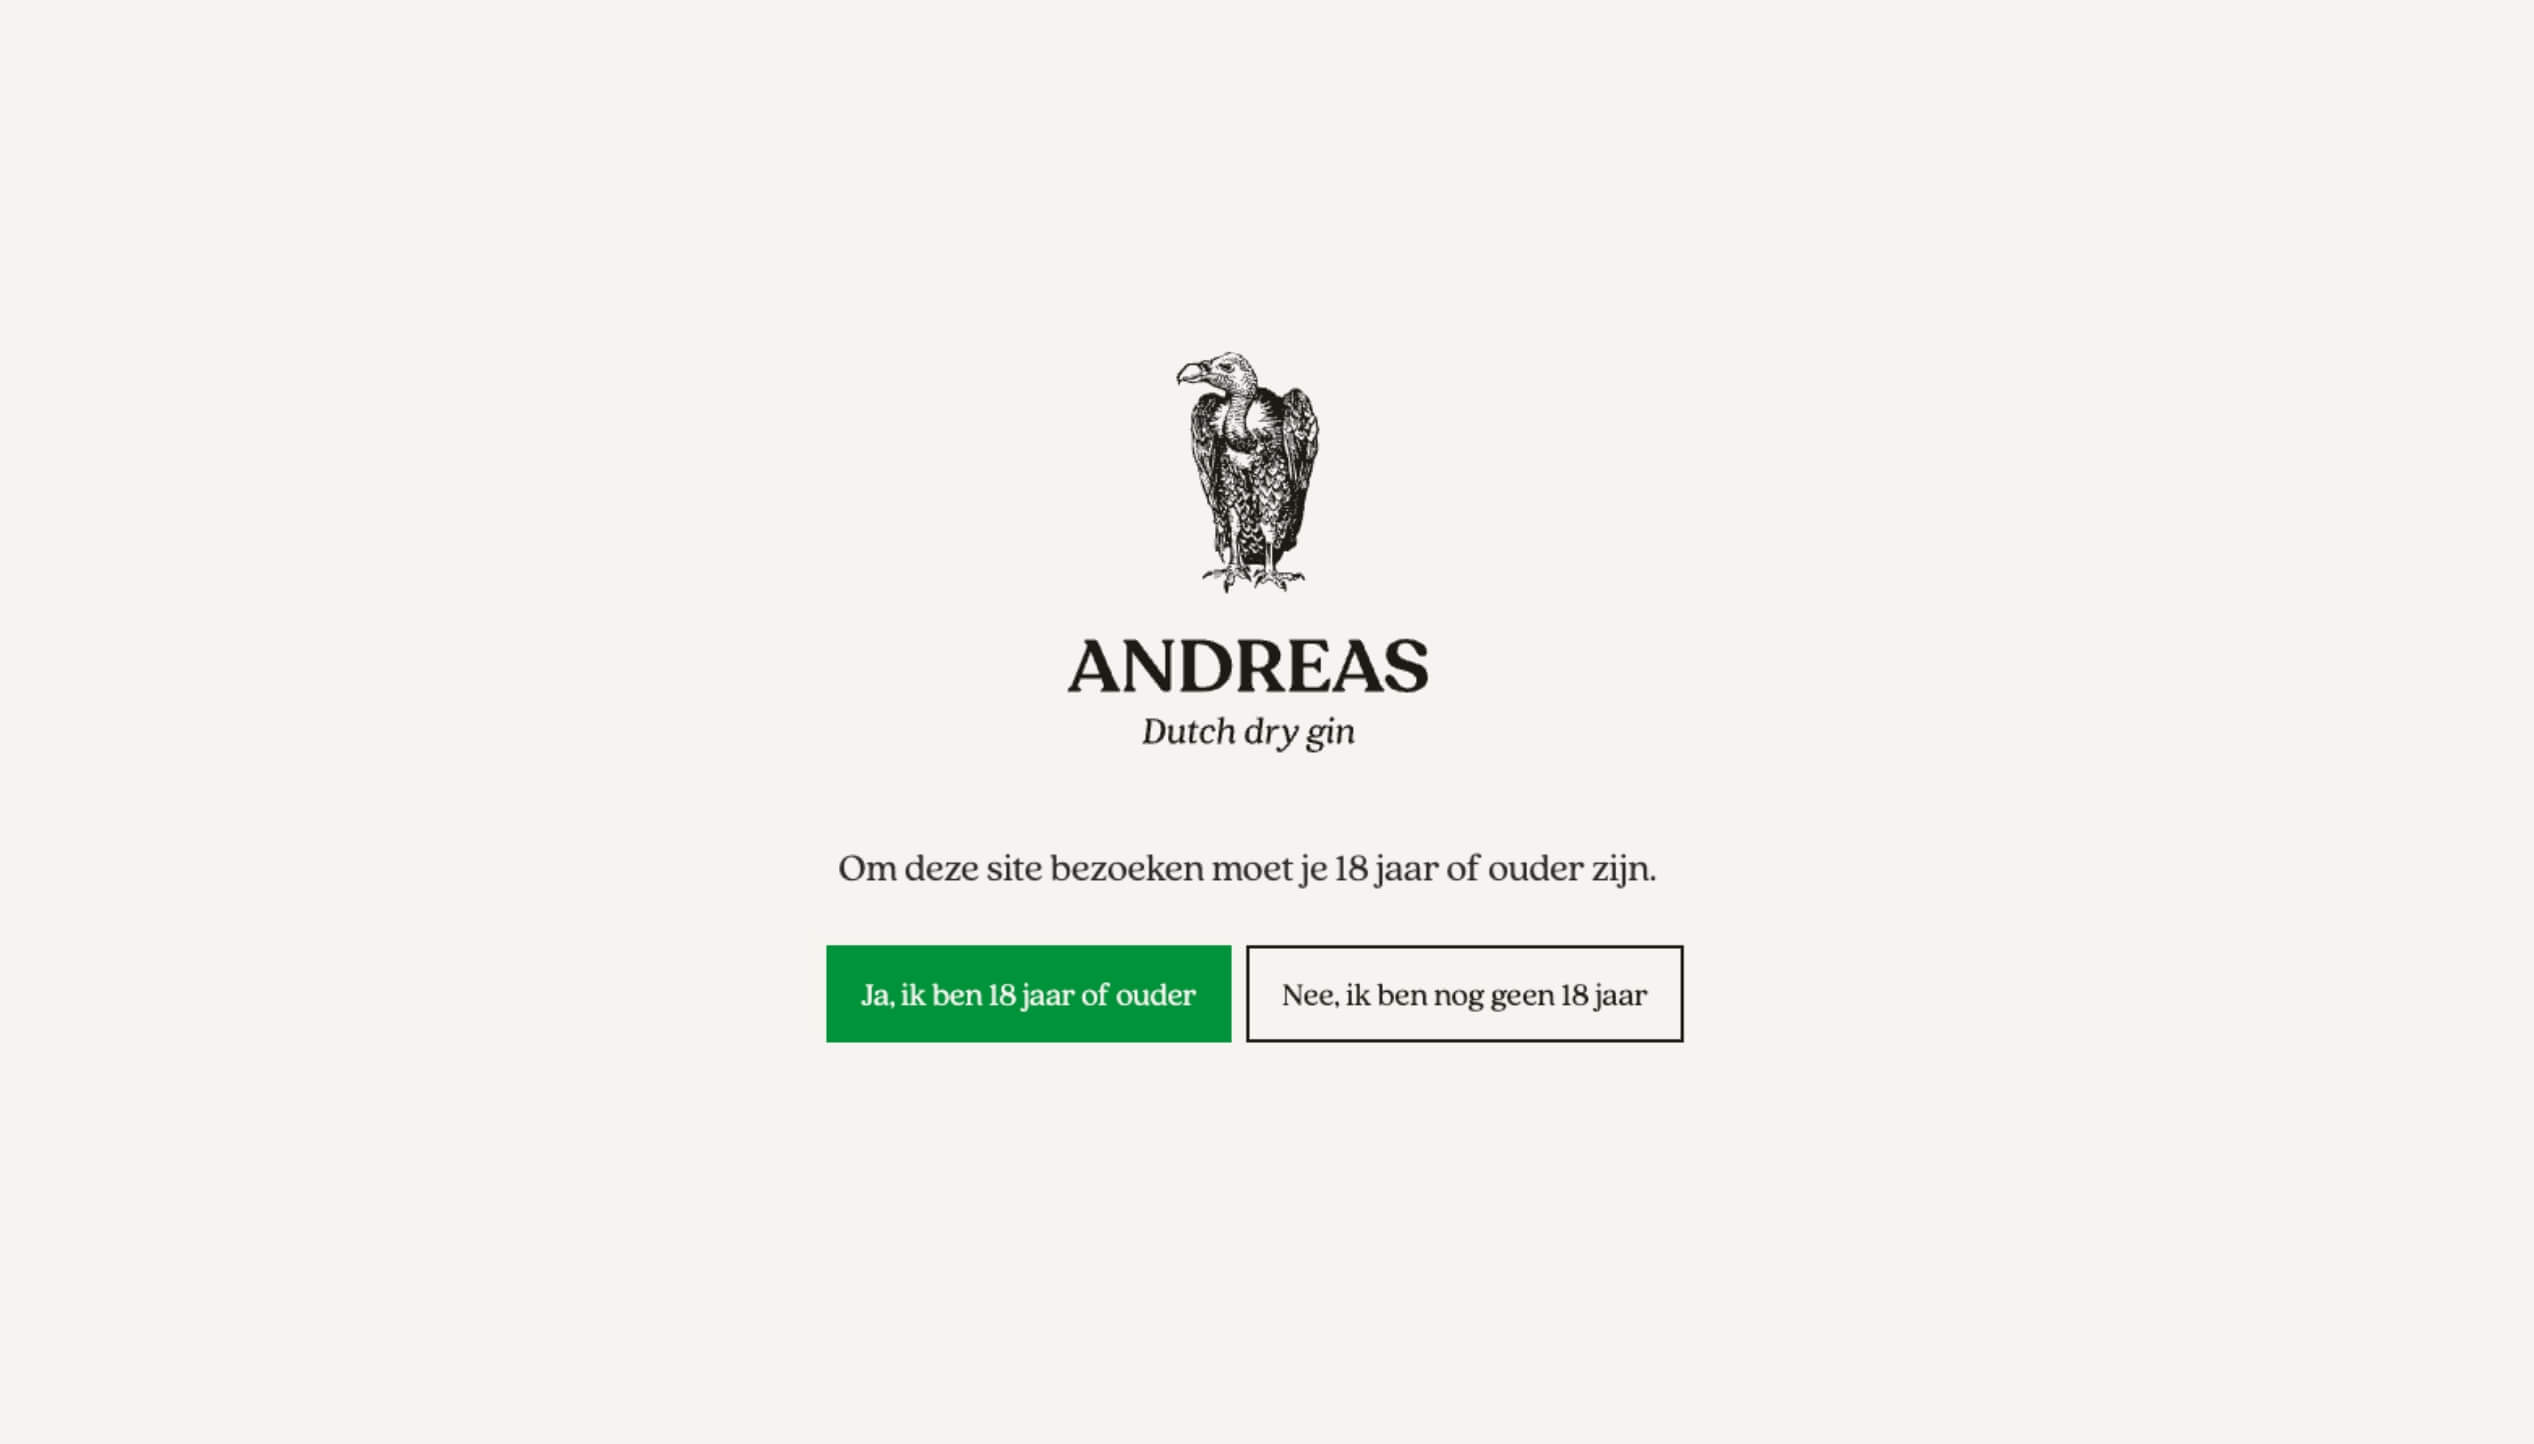 ANDREAS
Dutch dry gin
Om deze site bezoeken moet je 18 jaar of ouder zijn.
Ja, ik ben 18 jaar of ouder
Nee, ik ben nog geen 18 jaar